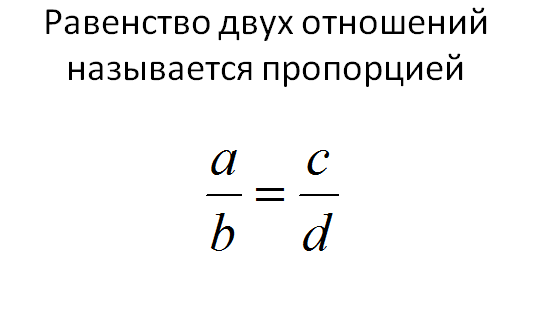 Равенство двух отношений
называется пропорцией
a/b = c/d